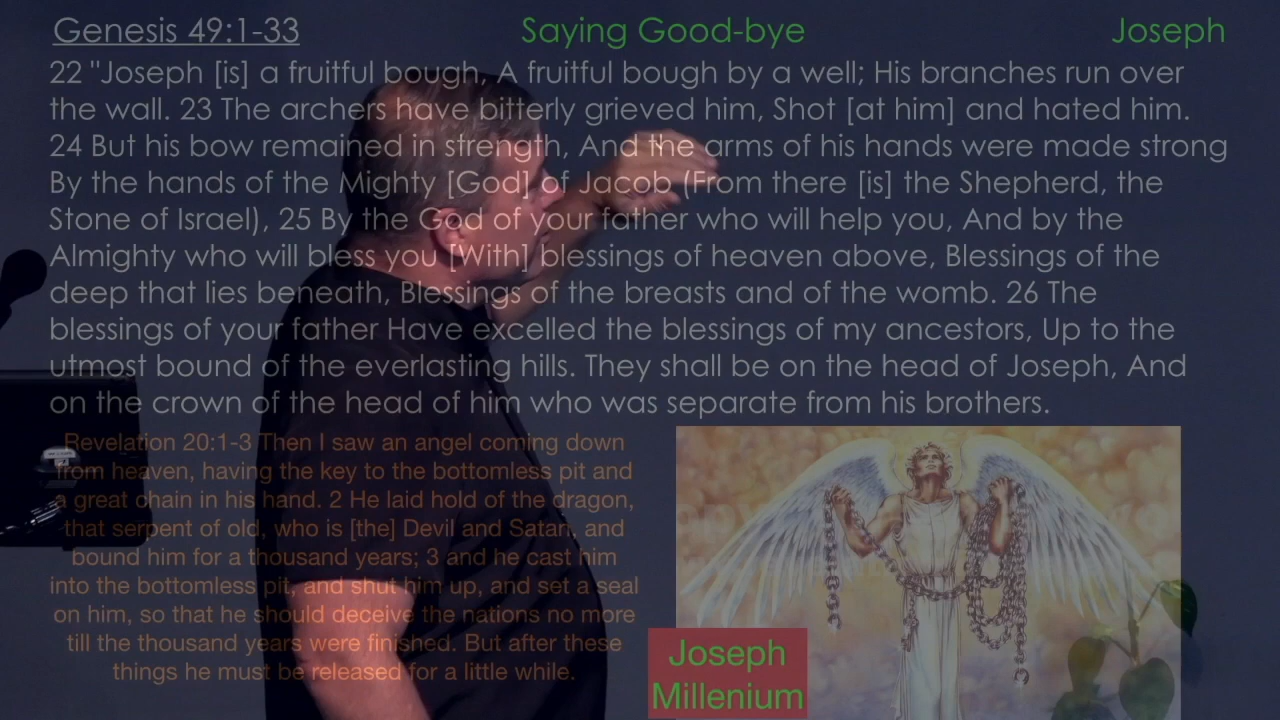 Genesis 49:1-33 Saying Good-bye Joseph
22 "Joseph [is] a fruitful bough, A fruitful bough by a well; His branches run over
the wall. 23 The archers have bitterly grieved him, Shot [at him] and hated him.
24 But his bow remained in strength, And the arms of his hands were made strong
By the hands of the Mighty [God] of Jacob (From there [is] the Shepherd, the
Stone of Israel), 25 By the God of your father who will help you, And by the
Almighty who will bless you [With] blessings of heaven above, Blessings of the
deep that lies beneath, Blessings of the breasts and of the womb. 26 The
blessings of your father Have excelled the blessings of my ancestors, Up to the
utmost bound of the everlasting hills. They shall be on the head of Joseph, And
on the crown of the head of him who was separate from his brothers.
Revelation 20:1-3 Then I saw an angel coming down
from heaven, having the key to the bottomless pit and
a great chain in his hand. 2 He laid hold of the dragon,
that serpent of old, who is [the] Devil and Satan, and
bound him for a thousand years; 3 and he cast him
into the bottomless pit, and shut him up, and set a seal
on him, so that he should deceive the nations no more
till the thousand years were finished. But after these
things he must be released for a little while.
Joseph
Millenium